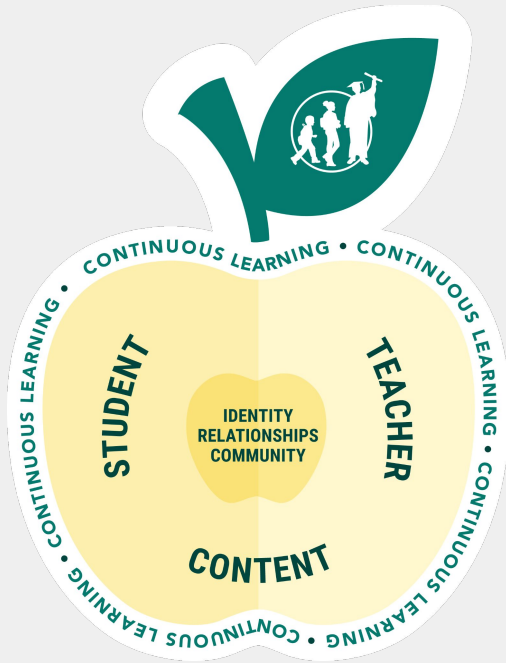 CONTINUOUS LEARNING •
CONTINUOUS LEARNING •
CONTINUOUS LEARNING •
CONTINUOUS LEARNING •
CONTINUOUS LEARNING •
STUDENT
TEACHER
IDENTITY
RELATIONSHIPS
COMMUNITY
CONTENT